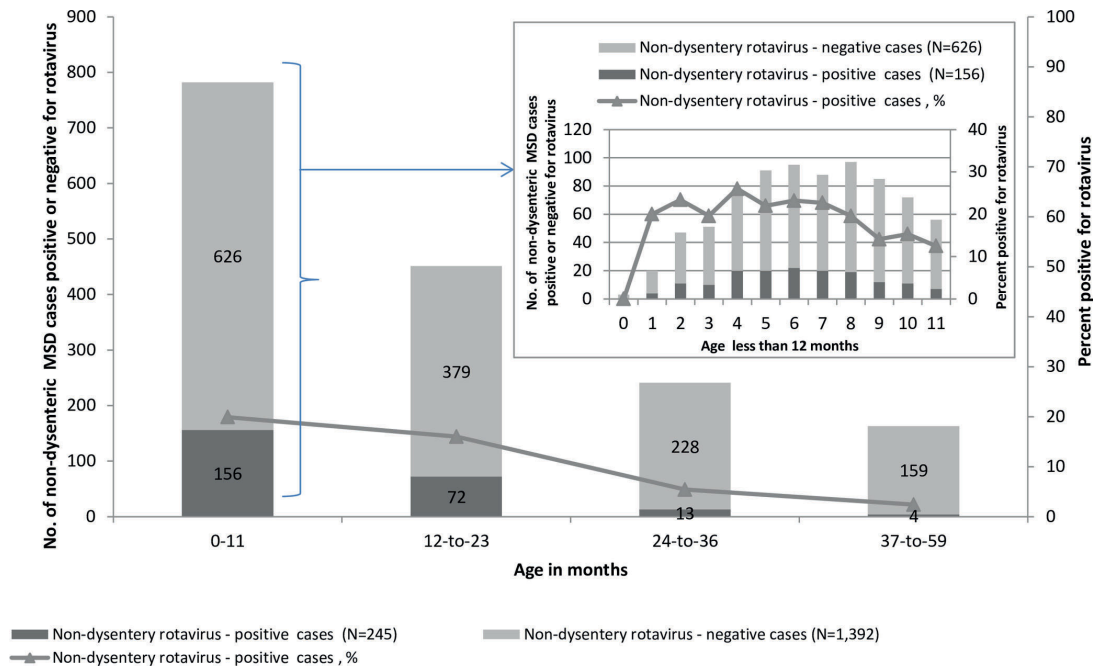 No. of non-dysenteric MSD cases positive or negative for rotavirus
900
800
700
600
500
400
300
200
100
0
626
156
379
72
228
13
159
4
0-11
12-to-23
24-to-36
37-to-59
Age in months
100
90
80
70
60
50
40
30
20
10
0
Percent positive for rotavirus
Non-dysentery rotavirus - negative cases (N=626)
Non-dysentery rotavirus - positive cases (N=156)
Non-dysentery rotavirus - positive cases , %
No. of non-dysenteric MSD cases
positive or negative for rotavirus
120
100
80
60
40
20
0
40
30
20
10
0
Percent positive for rotavirus
0 1 2 3 4 5 6 7 8 9 10 11
Age less than 12 months
Non-dysentery rotavirus - positive cases (N=245)
Non-dysentery rotavirus - negative cases (N=1,392)
Non-dysentery rotavirus - positive cases , %